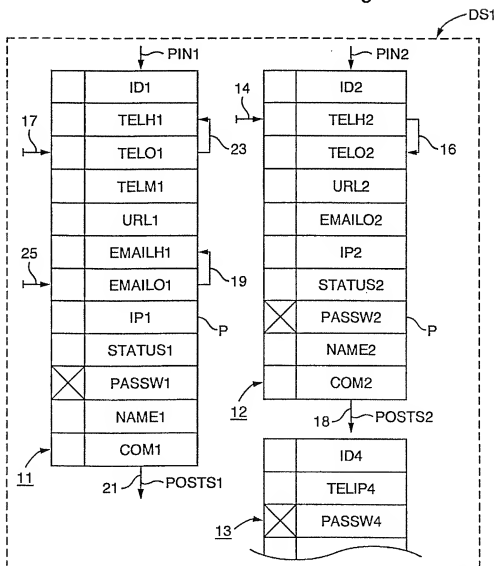 DS1
PIN1
ID1
TELH1
TELO1
TELM1
URL1
EMAILH1
EMAILO1
IP1
STATUS1
PASSW1
NAME1
COM1
17
23
25
19
P
11
21
POSTS1
PIN2
ID2
TELH2
TELO2
URL2
EMAILO2
IP2
STATUS2
PASSW2
NAME2
COM2
14
16
P
12
18
POSTS2
ID4
TELIP4
PASSW4
13